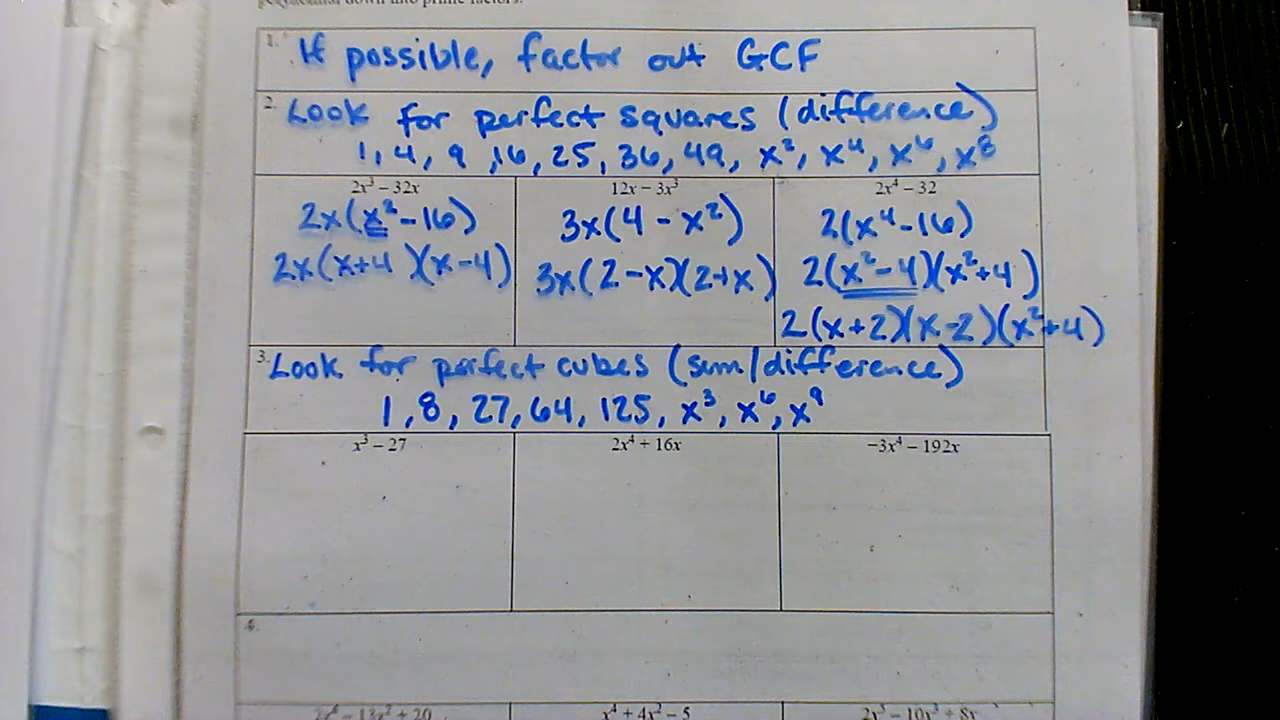 down into prime factors.
1. If possible, factor out GCF
2. Look for perfect squares (difference)
1, 4, 9, 16, 25, 36, 49, x², x⁴, x⁶, x⁸
2x³ – 32x
2x(x²-16)
2x(x+4)(x-4)
12x – 3x³
3x(4-x²)
3x(2-x)(2+x)
2x⁴ – 32
2(x⁴-16)
2(x²-4)(x²+4)
2(x+2)(x-2)(x²+4)
3. Look for perfect cubes (sum/difference)
1, 8, 27, 64, 125, x³, x⁶, x⁹
x³ – 27
2x⁴ + 16x
–3x⁴ – 192x
4.
x⁴ + 4x² – 5